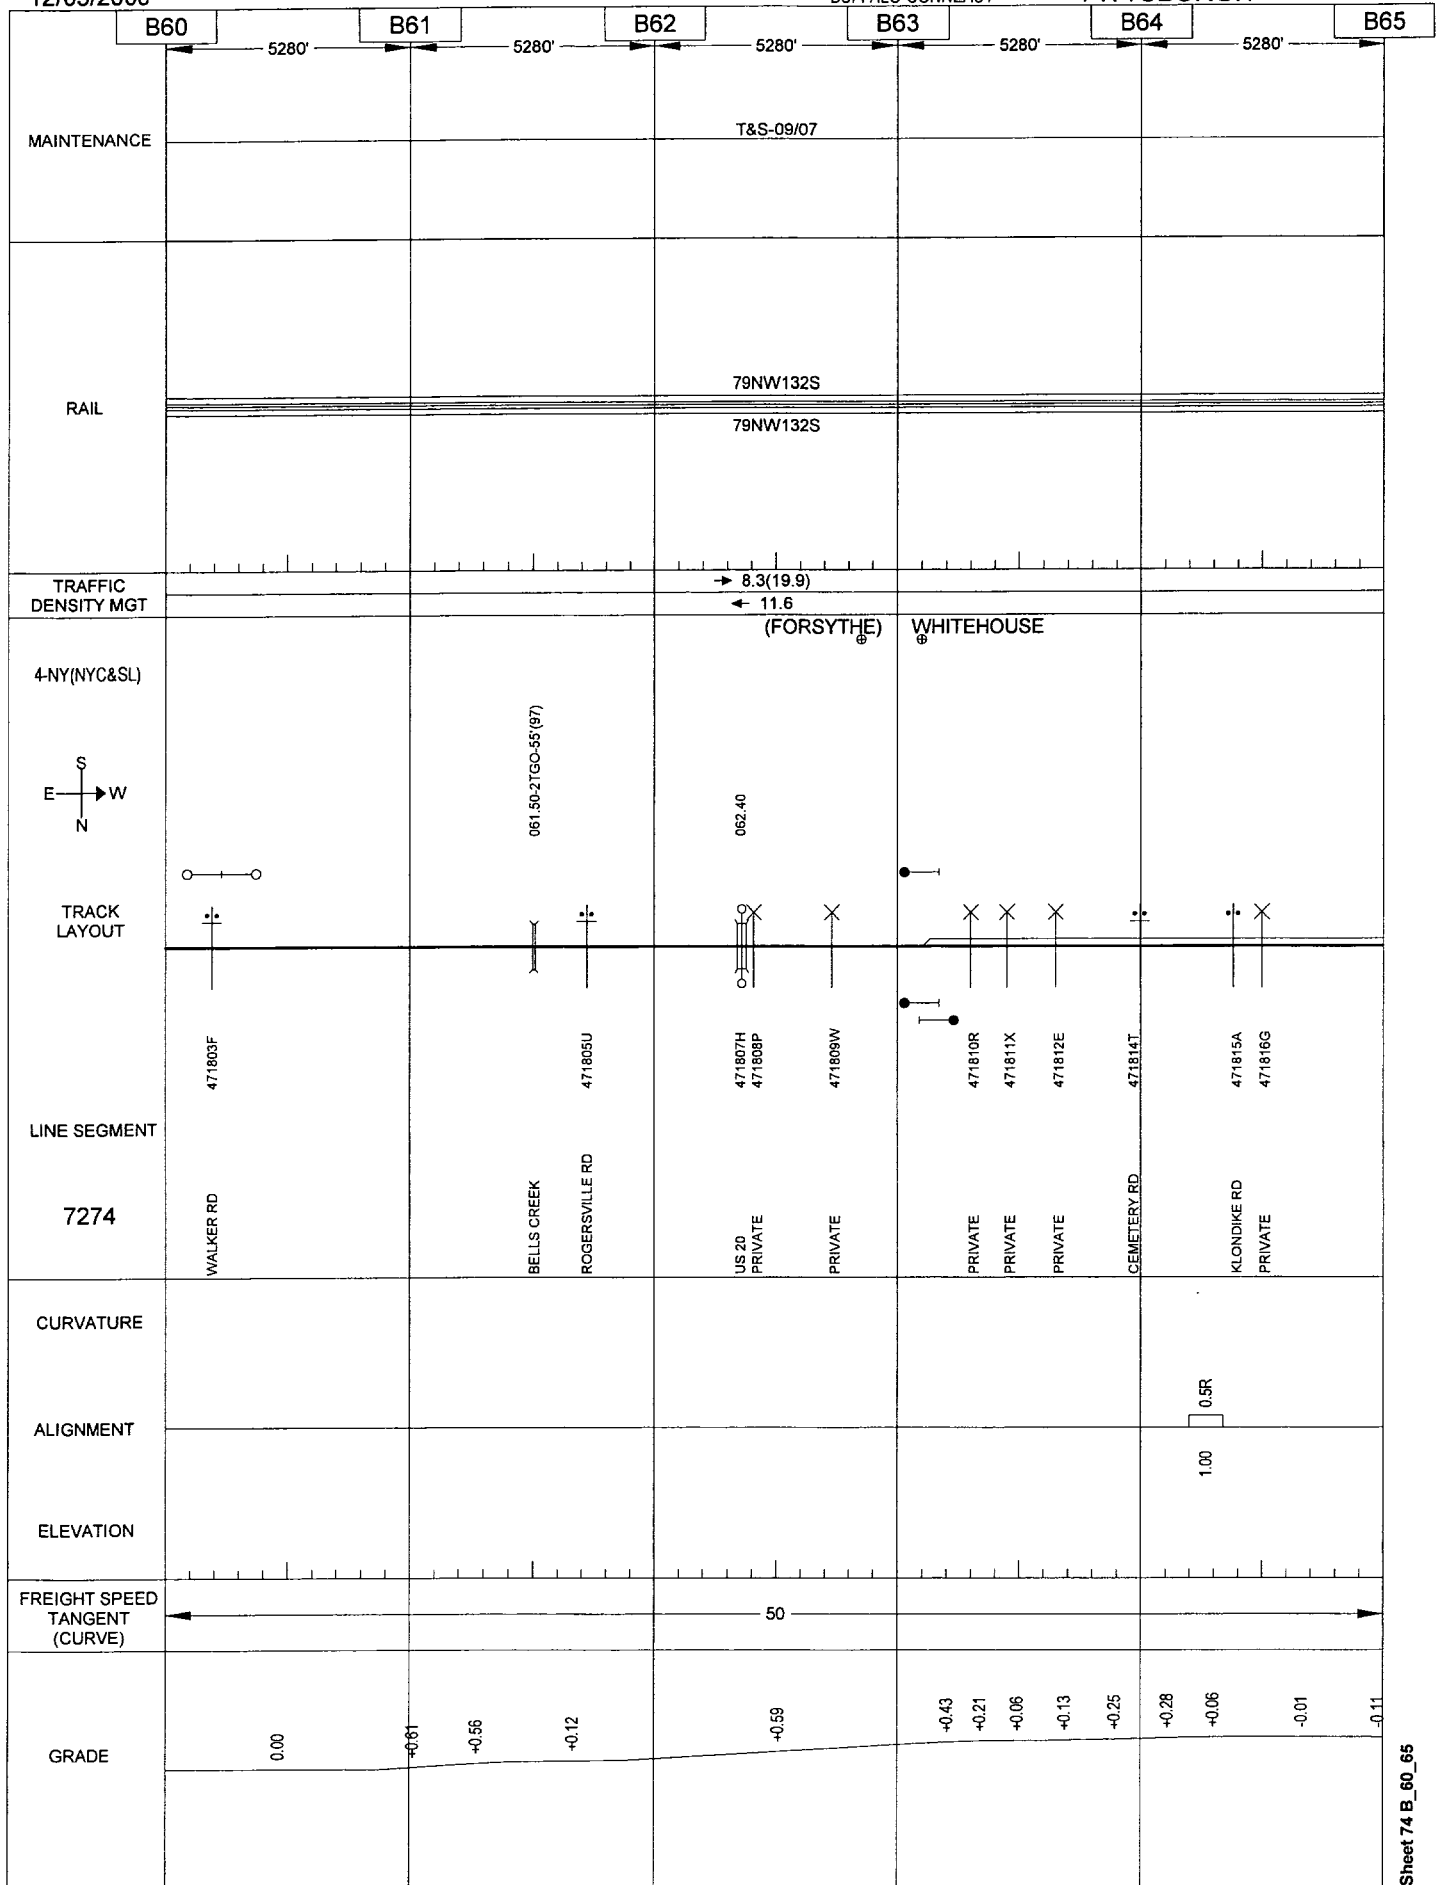 B60 B61 B62 B63 B64 B65
5280' 5280' 5280' 5280' 5280'
MAINTENANCE
T&S-09/07
RAIL
79NW132S
79NW132S
TRAFFIC
DENSITY MGT
8.3(19.9)
11.6
(FORSYTHE) WHITEHOUSE
4-NY(NYC&SL)
S
E W
N
061.50-2TGO-55'(97)
062.40
TRACK
LAYOUT
471803F
471805U
471807H
471808P
471809W
471810R
471811X
471812E
471814T
471815A
471816G
LINE SEGMENT
7274
WALKER RD
BELLS CREEK
ROGERSVILLE RD
US 20
PRIVATE
PRIVATE
PRIVATE
PRIVATE
PRIVATE
CEMETERY RD
KLONDIKE RD
PRIVATE
CURVATURE
ALIGNMENT
0.5R
1.00
ELEVATION
FREIGHT SPEED
TANGENT
(CURVE)
50
GRADE
0.00
+0.61
+0.56
+0.12
+0.59
+0.43
+0.21
+0.06
+0.13
+0.25
+0.28
+0.06
-0.01
-0.11
Sheet 74 B_60_65